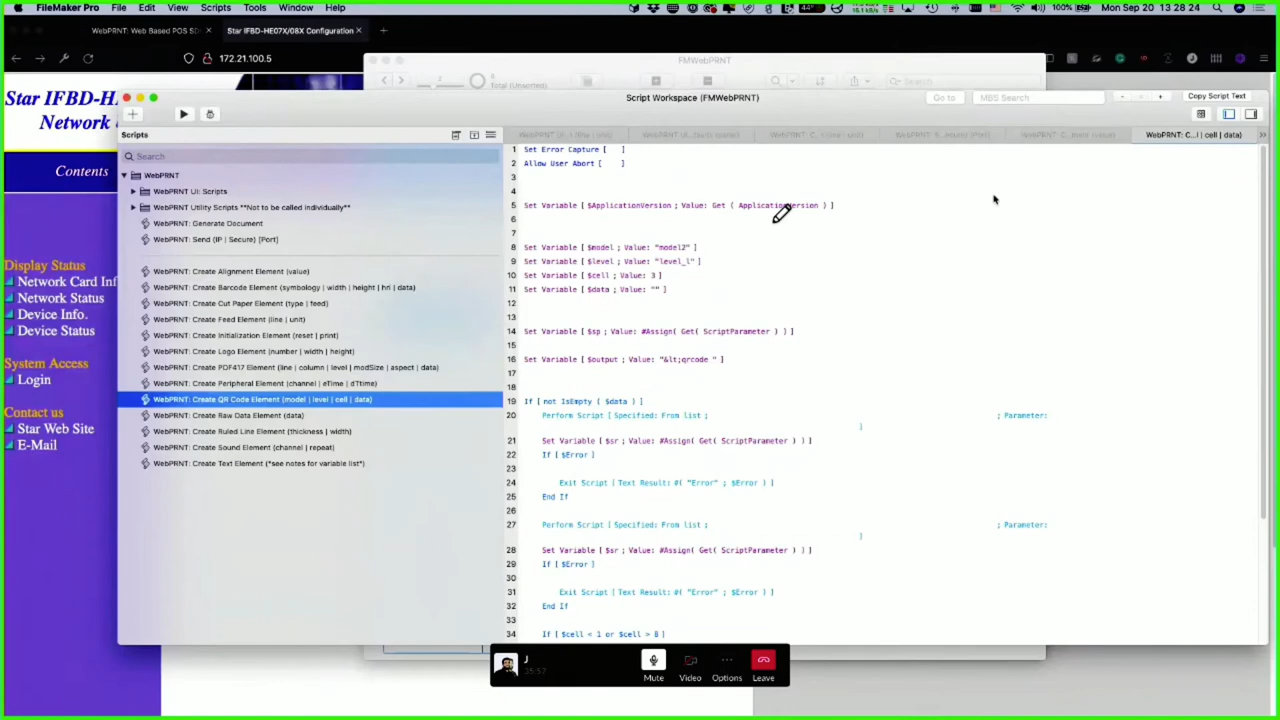 FileMaker Pro File Edit View Scripts Tools Window Help
100% Mon Sep 20 13 28 24
WebPRNT: Web Based POS SD
Star IFBD-HE07X/08X Configuration
172.21.100.5
FMWebPRNT
Total (Unsorted)
Search
Star IFBD-H
Network
Contents
Display Status
Network Card Inf
Network Status
Device Info.
Device Status
System Access
Login
Contact us
Star Web Site
E-Mail
Script Workspace (FMWebPRNT)
Go to
MBS Search
Copy Script Text
Scripts
WebPRNT: C...l | cell | data)
Search
WebPRNT
WebPRNT UI: Scripts
WebPRNT Utility Scripts **Not to be called individually**
WebPRNT: Generate Document
WebPRNT: Send (IP | Secure) [Port]
WebPRNT: Create Alignment Element (value)
WebPRNT: Create Barcode Element (symbology | width | height | hri | data)
WebPRNT: Create Cut Paper Element (type | feed)
WebPRNT: Create Feed Element (line | unit)
WebPRNT: Create Initialization Element (reset | print)
WebPRNT: Create Logo Element (number | width | height)
WebPRNT: Create PDF417 Element (line | column | level | modSize | aspect | data)
WebPRNT: Create Peripheral Element (channel | eTime | dTtime)
WebPRNT: Create QR Code Element (model | level | cell | data)
WebPRNT: Create Raw Data Element (data)
WebPRNT: Create Ruled Line Element (thickness | width)
WebPRNT: Create Sound Element (channel | repeat)
WebPRNT: Create Text Element (*see notes for variable list*)
1 Set Error Capture [ ]
2 Allow User Abort [ ]
3
4
5 Set Variable [ $ApplicationVersion ; Value: Get ( ApplicationVersion ) ]
6
7
8 Set Variable [ $model ; Value: "model2" ]
9 Set Variable [ $level ; Value: "level_l" ]
10 Set Variable [ $cell ; Value: 3 ]
11 Set Variable [ $data ; Value: "" ]
12
13
14 Set Variable [ $sp ; Value: #Assign( Get( ScriptParameter ) ) ]
15
16 Set Variable [ $output ; Value: "&lt;qrcode " ]
17
18
19 If [ not IsEmpty ( $data ) ]
20 Perform Script [ Specified: From list ; ; Parameter:
]
21 Set Variable [ $sr ; Value: #Assign( Get( ScriptParameter ) ) ]
22 If [ $Error ]
23
24 Exit Script [ Text Result: #( "Error" ; $Error ) ]
25 End If
26
27 Perform Script [ Specified: From list ; ; Parameter:
]
28 Set Variable [ $sr ; Value: #Assign( Get( ScriptParameter ) ) ]
29 If [ $Error ]
30
31 Exit Script [ Text Result: #( "Error" ; $Error ) ]
32 End If
33
34 If [ $cell < 1 or $cell > 8 ]
J
35:57
Mute Video Options Leave